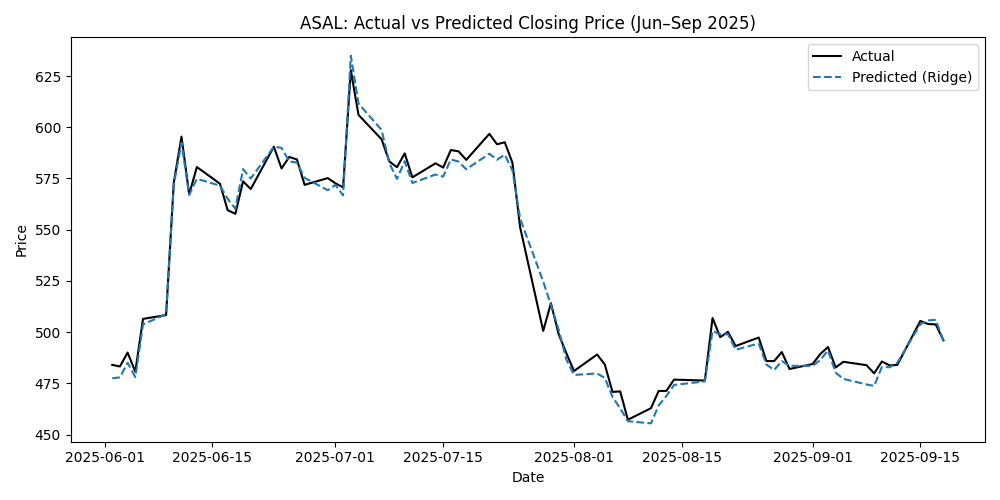 ASAL: Actual vs Predicted Closing Price (Jun–Sep 2025)
Actual
Predicted (Ridge)
Price
625
600
575
550
525
500
475
450
2025-06-01 2025-06-15 2025-07-01 2025-07-15 2025-08-01 2025-08-15 2025-09-01 2025-09-15
Date